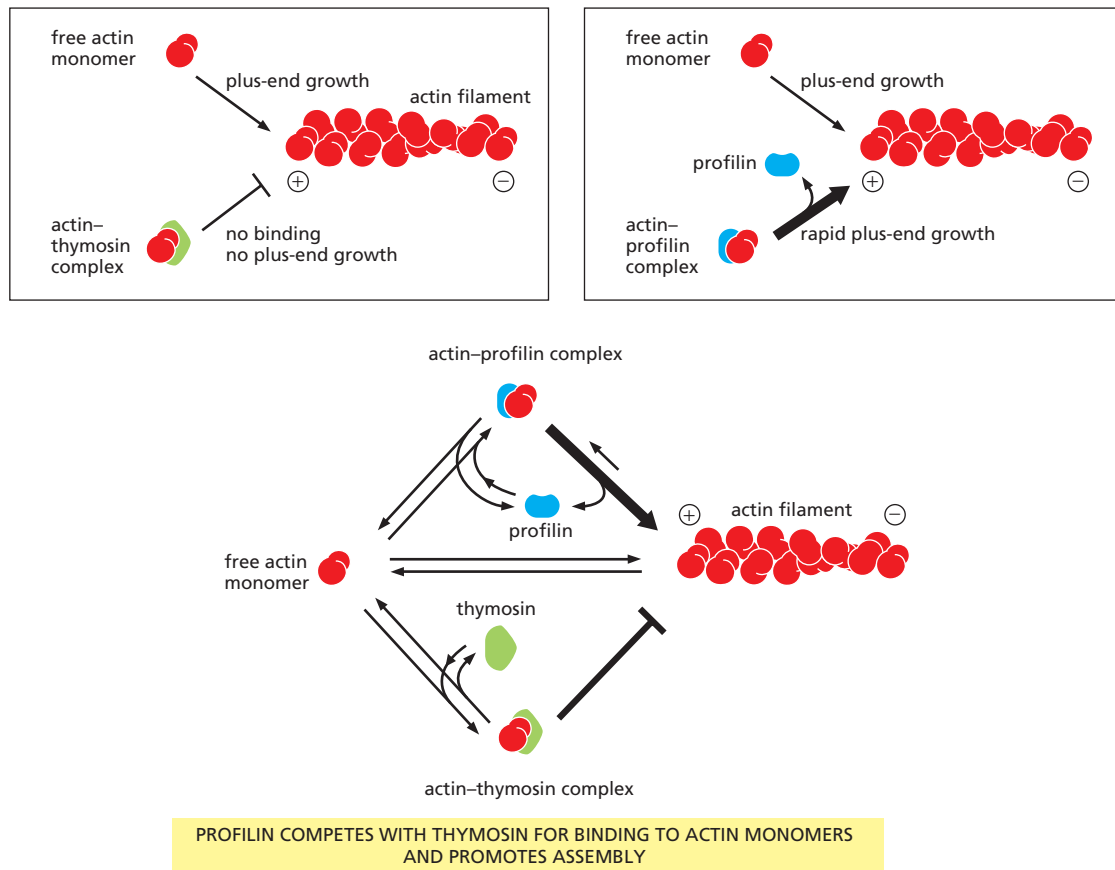 free actin
monomer
plus-end growth
actin filament
+
−
actin–
thymosin
complex
no binding
no plus-end growth
free actin
monomer
plus-end growth
profilin
+
−
actin–
profilin
complex
rapid plus-end growth
actin–profilin complex
profilin
+
actin filament
−
free actin
monomer
thymosin
actin–thymosin complex
PROFILIN COMPETES WITH THYMOSIN FOR BINDING TO ACTIN MONOMERS
AND PROMOTES ASSEMBLY